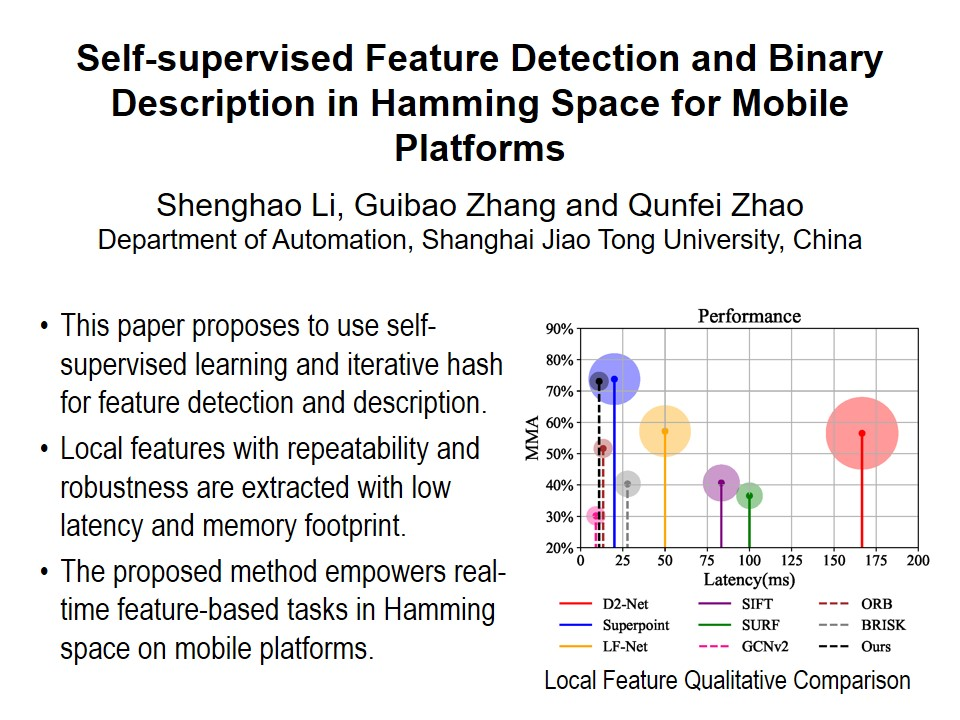 Self-supervised Feature Detection and Binary
Description in Hamming Space for Mobile
Platforms
Shenghao Li, Guibao Zhang and Qunfei Zhao
Department of Automation, Shanghai Jiao Tong University, China
• This paper proposes to use self-
supervised learning and iterative hash
for feature detection and description.
• Local features with repeatability and
robustness are extracted with low
latency and memory footprint.
• The proposed method empowers real-
time feature-based tasks in Hamming
space on mobile platforms.
Performance
90%
80%
70%
60%
50%
40%
30%
20%
MMA
0 25 50 75 100 125 150 175 200
Latency(ms)
D2-Net SIFT ORB
Superpoint SURF BRISK
LF-Net GCNv2 Ours
Local Feature Qualitative Comparison